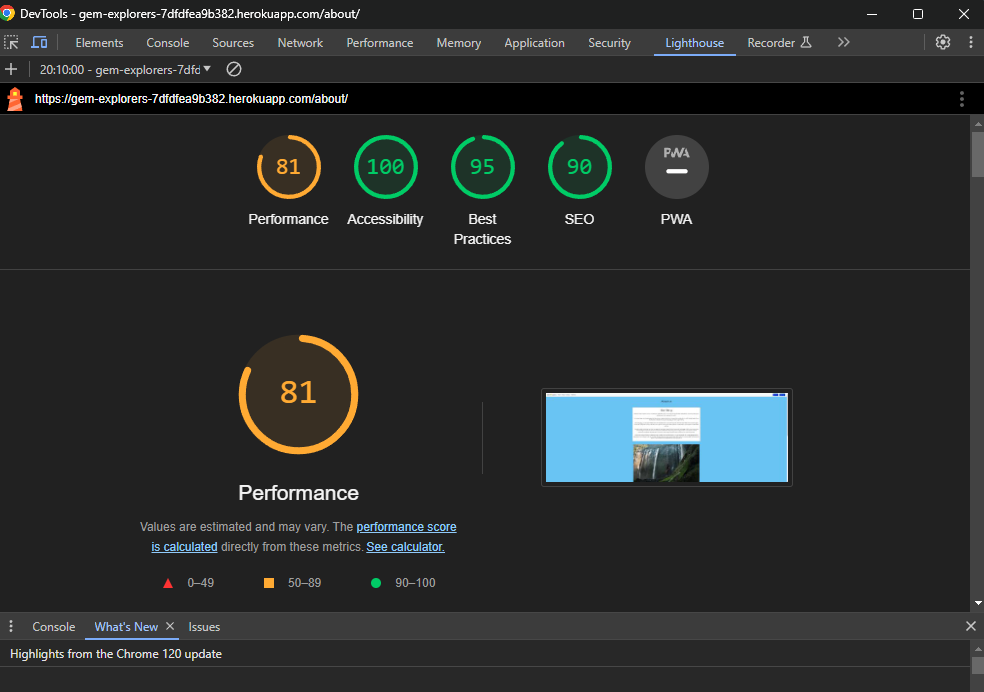 DevTools - gem-explorers-7dfdfea9b382.herokuapp.com/about/
Elements Console Sources Network Performance Memory Application Security Lighthouse Recorder
20:10:00 - gem-explorers-7dfd
https://gem-explorers-7dfdfea9b382.herokuapp.com/about/
81 100 95 90 PWA
Performance Accessibility Best Practices SEO PWA
81
Performance
Values are estimated and may vary. The performance score
is calculated directly from these metrics. See calculator.
0–49 50–89 90–100
Console What's New Issues
Highlights from the Chrome 120 update